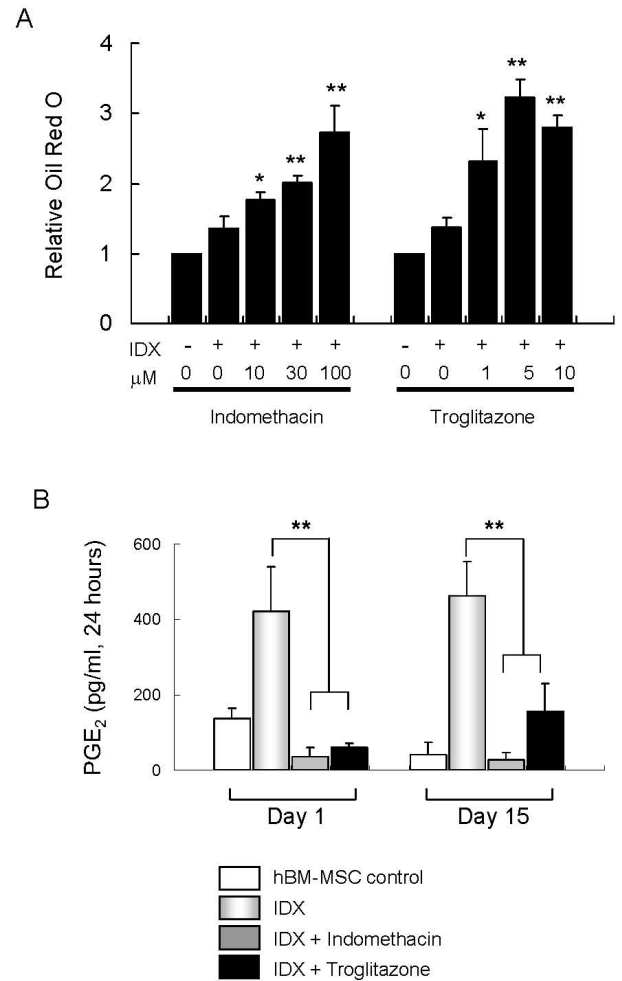 A
Relative Oil Red O
4
3
2
1
0
* ** ** * ** **
IDX - + + + + - + + + +
μM 0 0 10 30 100 0 0 1 5 10
Indomethacin Troglitazone
B
PGE2 (pg/ml, 24 hours)
600
400
200
0
** **
Day 1 Day 15
hBM-MSC control
IDX
IDX + Indomethacin
IDX + Troglitazone